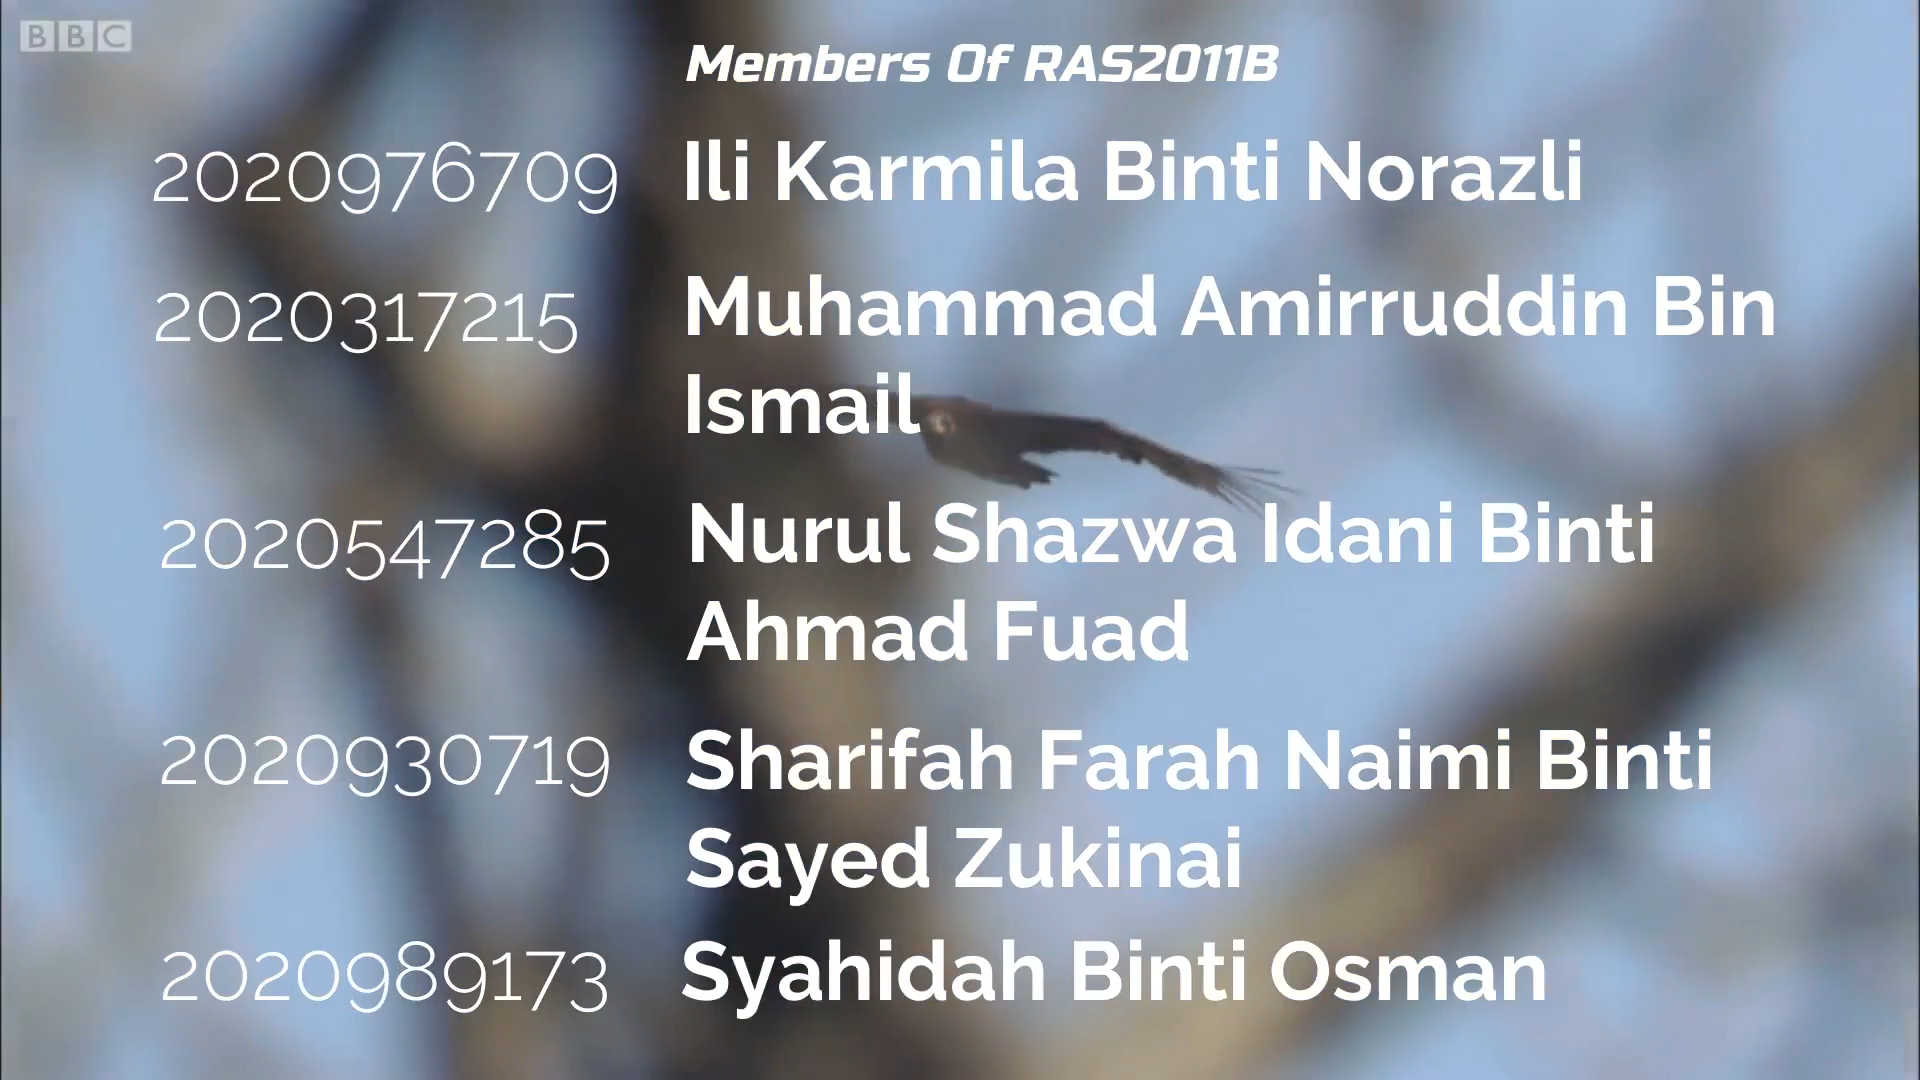 BBC
Members Of RAS2011B
2020976709 Ili Karmila Binti Norazli
2020317215 Muhammad Amirruddin Bin
Ismail
2020547285 Nurul Shazwa Idani Binti
Ahmad Fuad
2020930719 Sharifah Farah Naimi Binti
Sayed Zukinai
2020989173 Syahidah Binti Osman